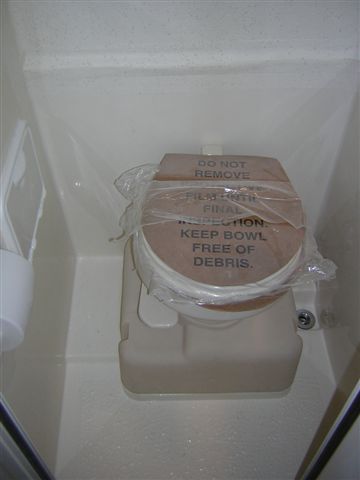 DO NOT
REMOVE
FILM UNTIL
FINAL
INSPECTION.
KEEP BOWL
FREE OF
DEBRIS.